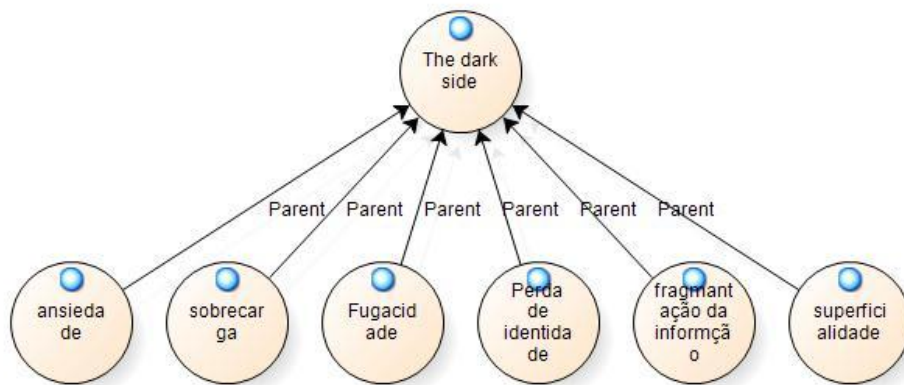 The dark
side
Parent Parent Parent Parent Parent Parent
ansieda
de
sobrecar
ga
Fugacid
ade
Perda
de
identida
de
fragmant
ação da
informçã
o
superfici
alidade